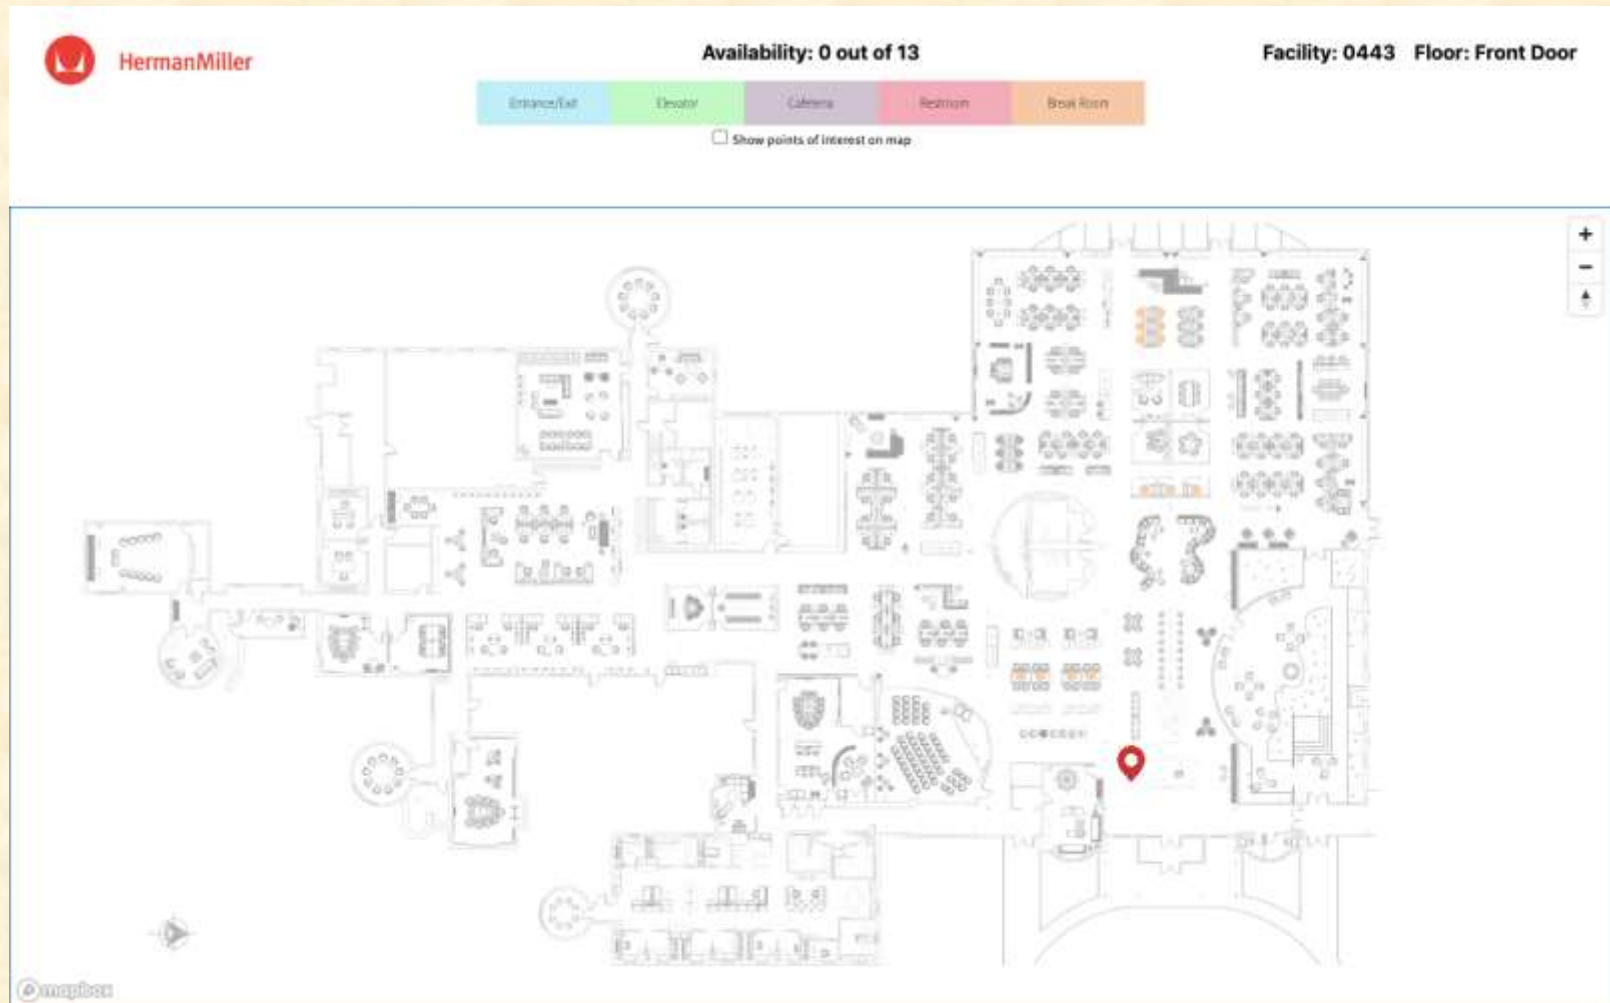 HermanMiller
Availability: 0 out of 13
Facility: 0443 Floor: Front Door
Entrance/Exit
Elevator
Cafeteria
Restroom
Break Room
Show points of interest on map
mapbox